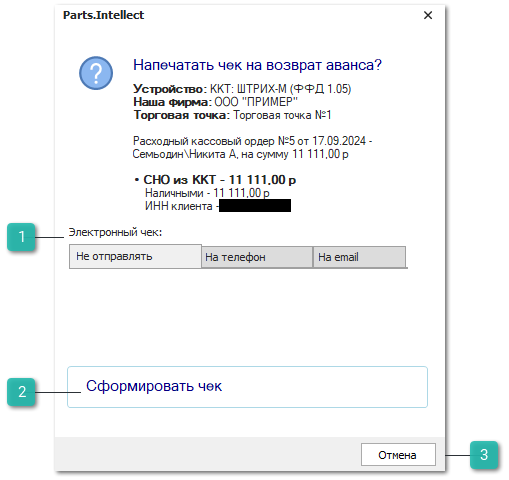 Parts.Intellect
Напечатать чек на возврат аванса?
Устройство: ККТ: ШТРИХ-М (ФФД 1.05)
Наша фирма: ООО "ПРИМЕР"
Торговая точка: Торговая точка №1
Расходный кассовый ордер №5 от 17.09.2024 -
Семьодин\Никита А, на сумму 11 111,00 р
• СНО из ККТ - 11 111,00 р
Наличными - 11 111,00 р
ИНН клиента -
1
Электронный чек:
Не отправлять На телефон На email
2
Сформировать чек
Отмена
3